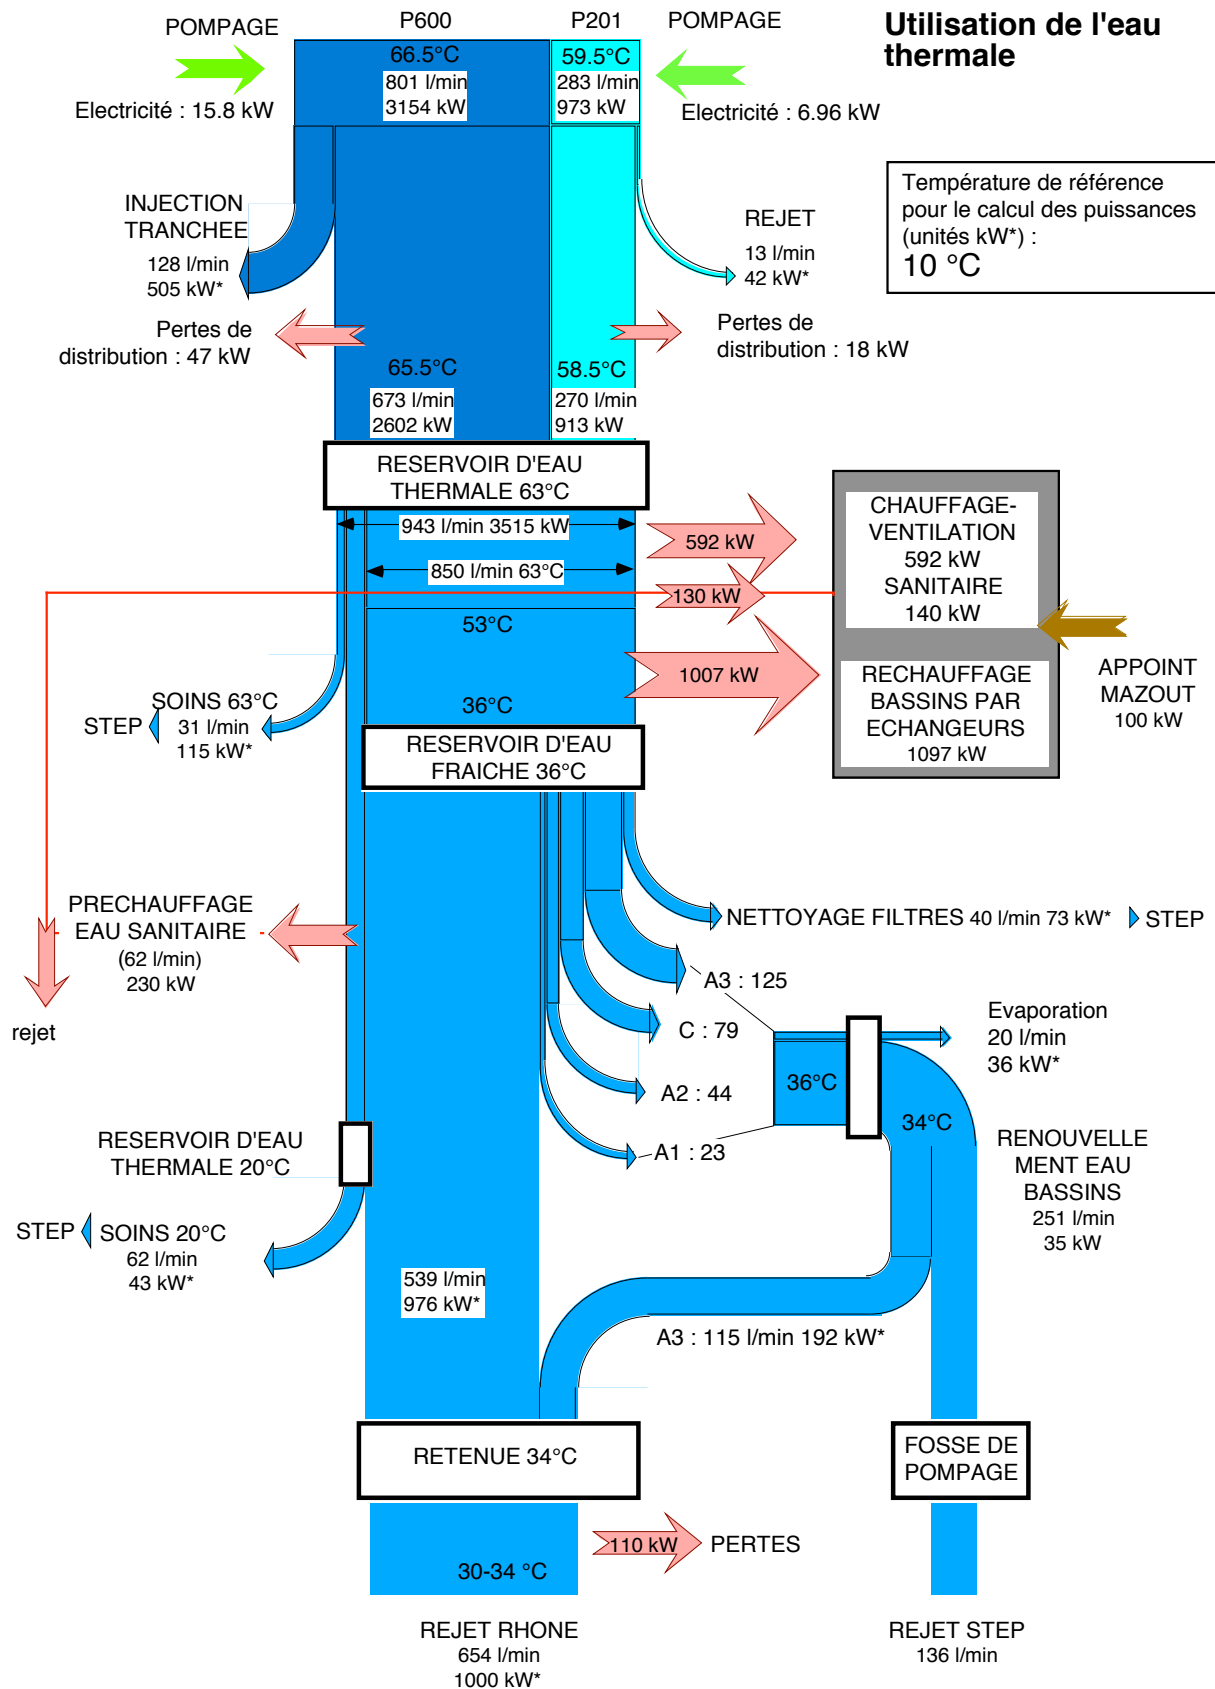 POMPAGE
P600
P201
POMPAGE
Utilisation de l'eau
thermale
66.5°C
801 l/min
3154 kW
59.5°C
283 l/min
973 kW
Electricité : 15.8 kW
Electricité : 6.96 kW
Température de référence
pour le calcul des puissances
(unités kW*) :
10 °C
INJECTION
TRANCHEE
128 l/min
505 kW*
REJET
13 l/min
42 kW*
Pertes de
distribution : 47 kW
Pertes de
distribution : 18 kW
65.5°C
673 l/min
2602 kW
58.5°C
270 l/min
913 kW
RESERVOIR D'EAU
THERMALE 63°C
943 l/min 3515 kW
850 l/min 63°C
592 kW
130 kW
1007 kW
CHAUFFAGE-
VENTILATION
592 kW
SANITAIRE
140 kW
RECHAUFFAGE
BASSINS PAR
ECHANGEURS
1097 kW
APPOINT
MAZOUT
100 kW
53°C
36°C
STEP
SOINS 63°C
31 l/min
115 kW*
RESERVOIR D'EAU
FRAICHE 36°C
PRECHAUFFAGE
EAU SANITAIRE
(62 l/min)
230 kW
rejet
NETTOYAGE FILTRES 40 l/min 73 kW*
STEP
A3 : 125
C : 79
A2 : 44
A1 : 23
36°C
Evaporation
20 l/min
36 kW*
34°C
RENOUVELLE
MENT EAU
BASSINS
251 l/min
35 kW
RESERVOIR D'EAU
THERMALE 20°C
STEP
SOINS 20°C
62 l/min
43 kW*
539 l/min
976 kW*
A3 : 115 l/min 192 kW*
RETENUE 34°C
FOSSE DE
POMPAGE
110 kW
PERTES
30-34 °C
REJET RHONE
654 l/min
1000 kW*
REJET STEP
136 l/min